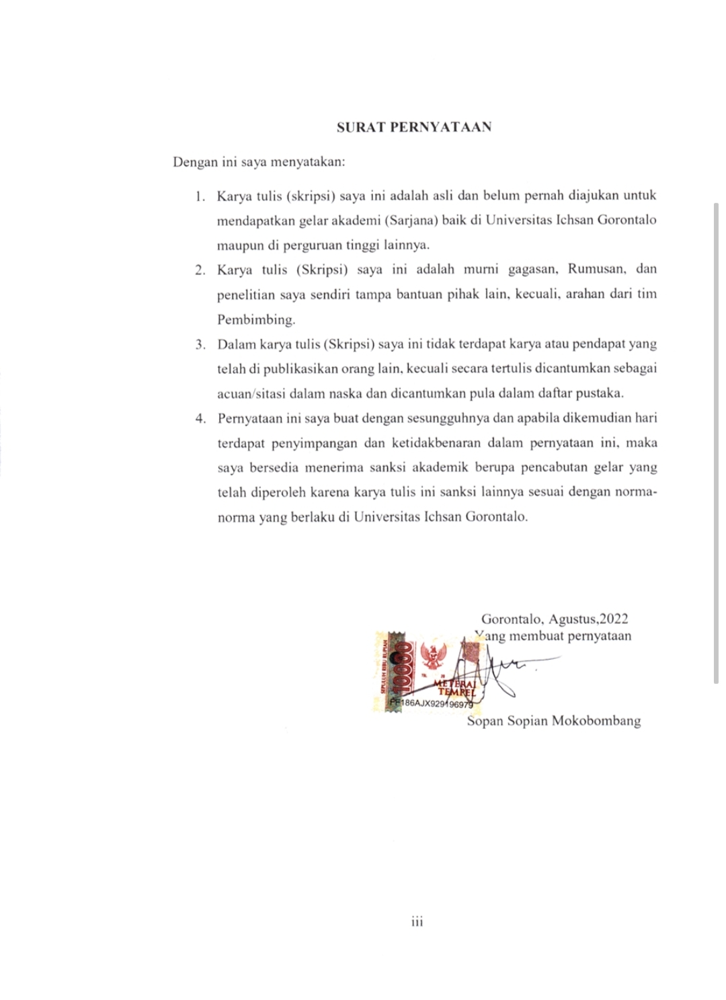 SURAT PERNYATAAN
Dengan ini saya menyatakan:
1. Karya tulis (skripsi) saya ini adalah asli dan belum pernah diajukan untuk
mendapatkan gelar akademi (Sarjana) baik di Universitas Ichsan Gorontalo
maupun di perguruan tinggi lainnya.
2. Karya tulis (Skripsi) saya ini adalah murni gagasan, Rumusan, dan
penelitian saya sendiri tampa bantuan pihak lain, kecuali, arahan dari tim
Pembimbing.
3. Dalam karya tulis (Skripsi) saya ini tidak terdapat karya atau pendapat yang
telah di publikasikan orang lain, kecuali secara tertulis dicantumkan sebagai
acuan/sitasi dalam naska dan dicantumkan pula dalam daftar pustaka.
4. Pernyataan ini saya buat dengan sesungguhnya dan apabila dikemudian hari
terdapat penyimpangan dan ketidakbenaran dalam pernyataan ini, maka
saya bersedia menerima sanksi akademik berupa pencabutan gelar yang
telah diperoleh karena karya tulis ini sanksi lainnya sesuai dengan norma-
norma yang berlaku di Universitas Ichsan Gorontalo.
Gorontalo, Agustus,2022
Yang membuat pernyataan
SEPULUH RIBU RUPIAH
10000
METERAI
TEMPEL
FF186AJX929196979
Sopan Sopian Mokobombang
iii